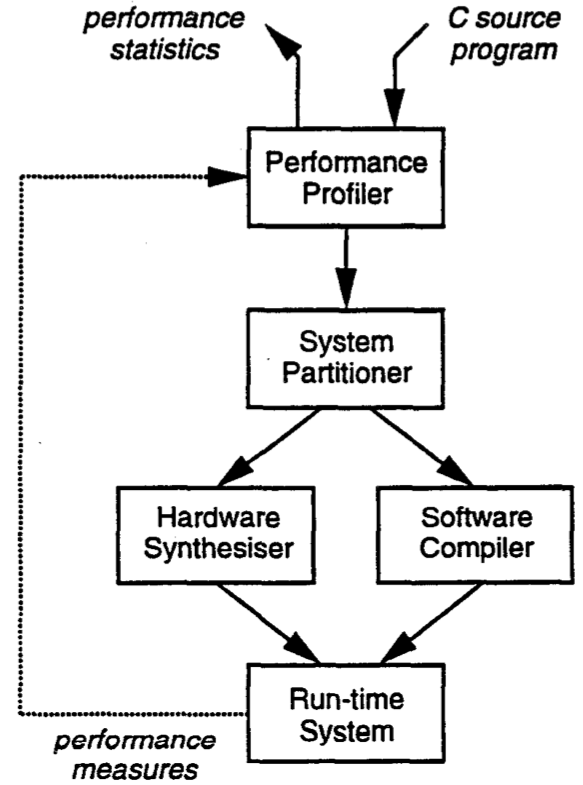 performance
statistics
C source
program
Performance
Profiler
System
Partitioner
Hardware
Synthesiser
Software
Compiler
Run-time
System
performance
measures